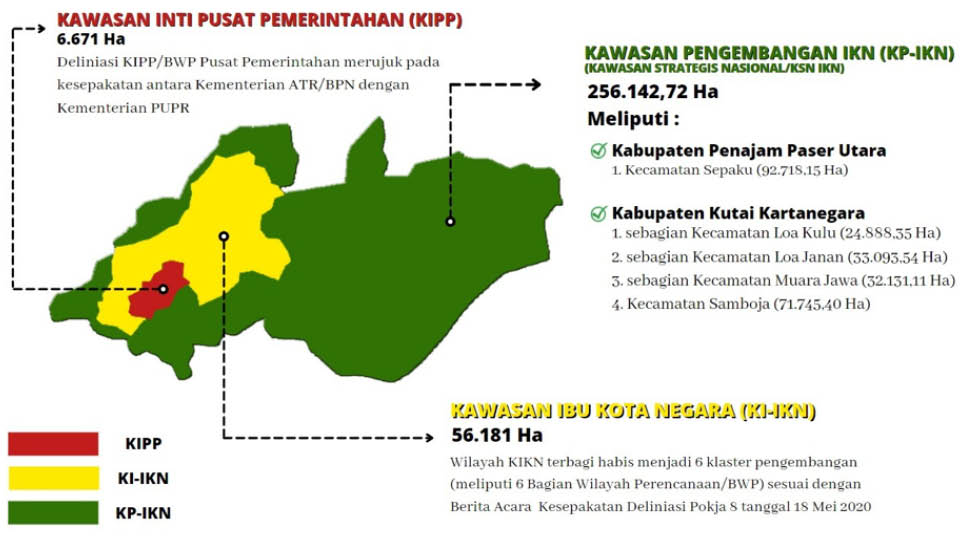 KAWASAN INTI PUSAT PEMERINTAHAN (KIPP)
6.671 Ha
Deliniasi KIPP/BWP Pusat Pemerintahan merujuk pada
kesepakatan antara Kementerian ATR/BPN dengan
Kementerian PUPR
KAWASAN PENGEMBANGAN IKN (KP-IKN)
(KAWASAN STRATEGIS NASIONAL/KSN IKN)
256.142,72 Ha
Meliputi :
Kabupaten Penajam Paser Utara
1. Kecamatan Sepaku (92.718,15 Ha)
Kabupaten Kutai Kartanegara
1. sebagian Kecamatan Loa Kulu (24.888,35 Ha)
2. sebagian Kecamatan Loa Janan (33.093,54 Ha)
3. sebagian Kecamatan Muara Jawa (32.131,11 Ha)
4. Kecamatan Samboja (71.745,40 Ha)
KAWASAN IBU KOTA NEGARA (KI-IKN)
56.181 Ha
Wilayah KIKN terbagi habis menjadi 6 klaster pengembangan
(meliputi 6 Bagian Wilayah Perencanaan/BWP) sesuai dengan
Berita Acara Kesepakatan Deliniasi Pokja 8 tanggal 18 Mei 2020
KIPP
KI-IKN
KP-IKN